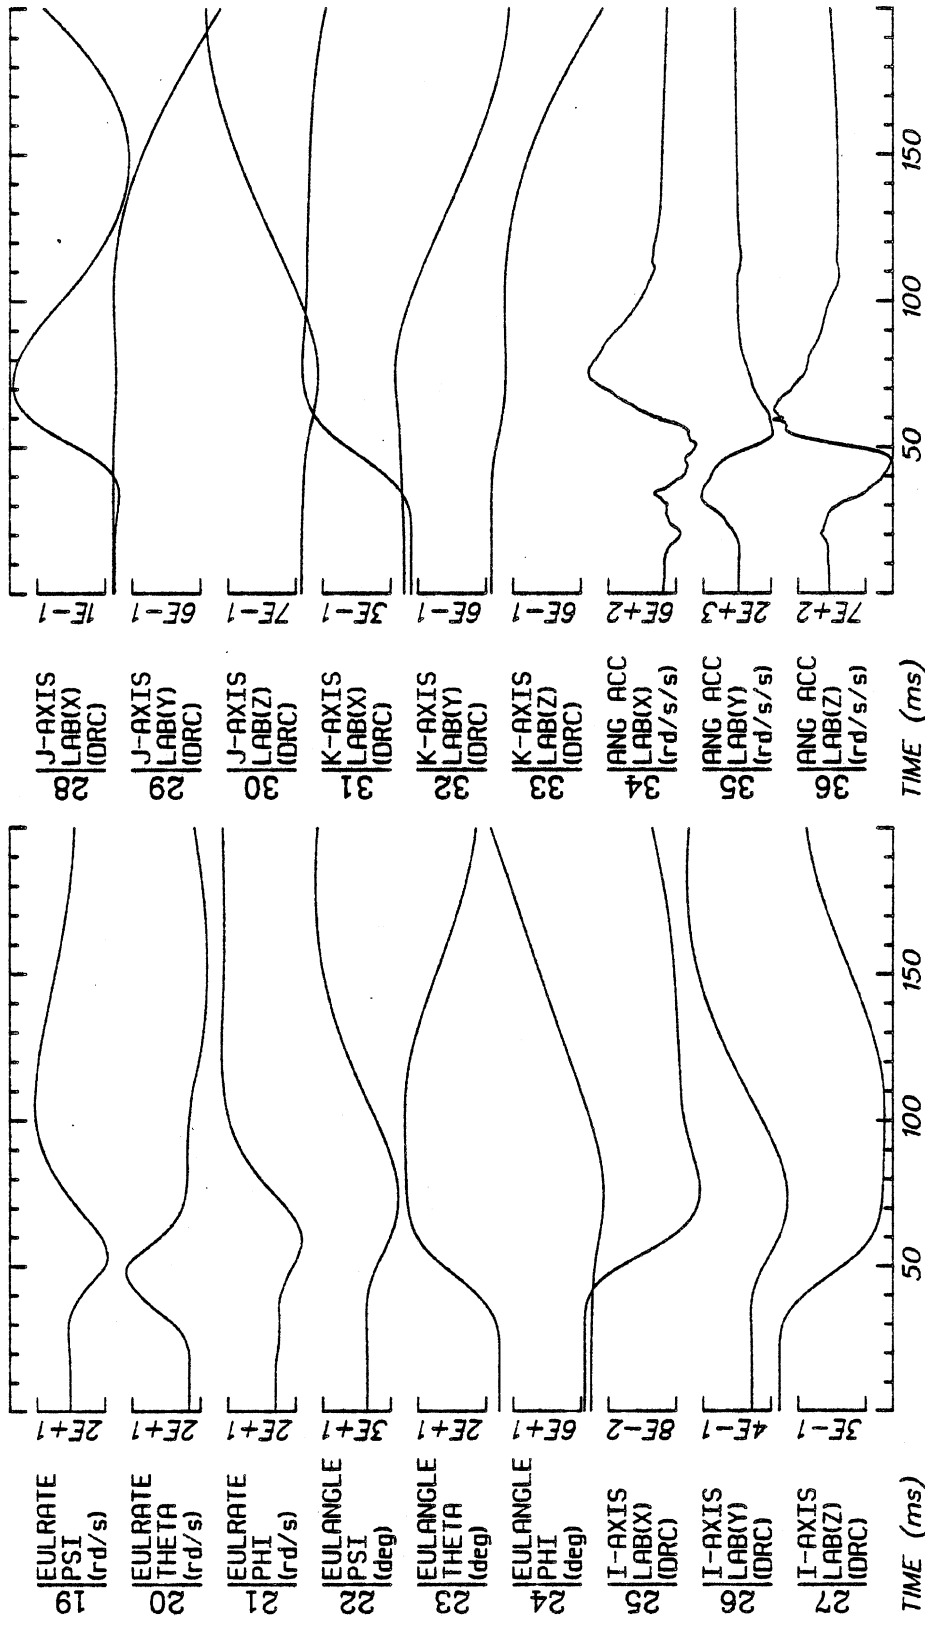 19 EULRATE
PSI
(rd/s)
2E+1
20 EULRATE
THETA
(rd/s)
2E+1
21 EULRATE
PHI
(rd/s)
2E+1
22 EULANGLE
PSI
(deg)
3E+1
23 EULANGLE
THETA
(deg)
2E+1
24 EULANGLE
PHI
(deg)
6E+1
25 I-AXIS
LAB(X)
(DRC)
8E-2
26 I-AXIS
LAB(Y)
(DRC)
4E-1
27 I-AXIS
LAB(Z)
(DRC)
3E-1
TIME (ms)
50 100 150
28 J-AXIS
LAB(X)
(DRC)
1E-1
29 J-AXIS
LAB(Y)
(DRC)
6E-1
30 J-AXIS
LAB(Z)
(DRC)
7E-1
31 K-AXIS
LAB(X)
(DRC)
3E-1
32 K-AXIS
LAB(Y)
(DRC)
6E-1
33 K-AXIS
LAB(Z)
(DRC)
6E-1
34 ANG ACC
LAB(X)
(rd/s/s)
6E+2
35 ANG ACC
LAB(Y)
(rd/s/s)
2E+3
36 ANG ACC
LAB(Z)
(rd/s/s)
7E+2
TIME (ms)
50 100 150